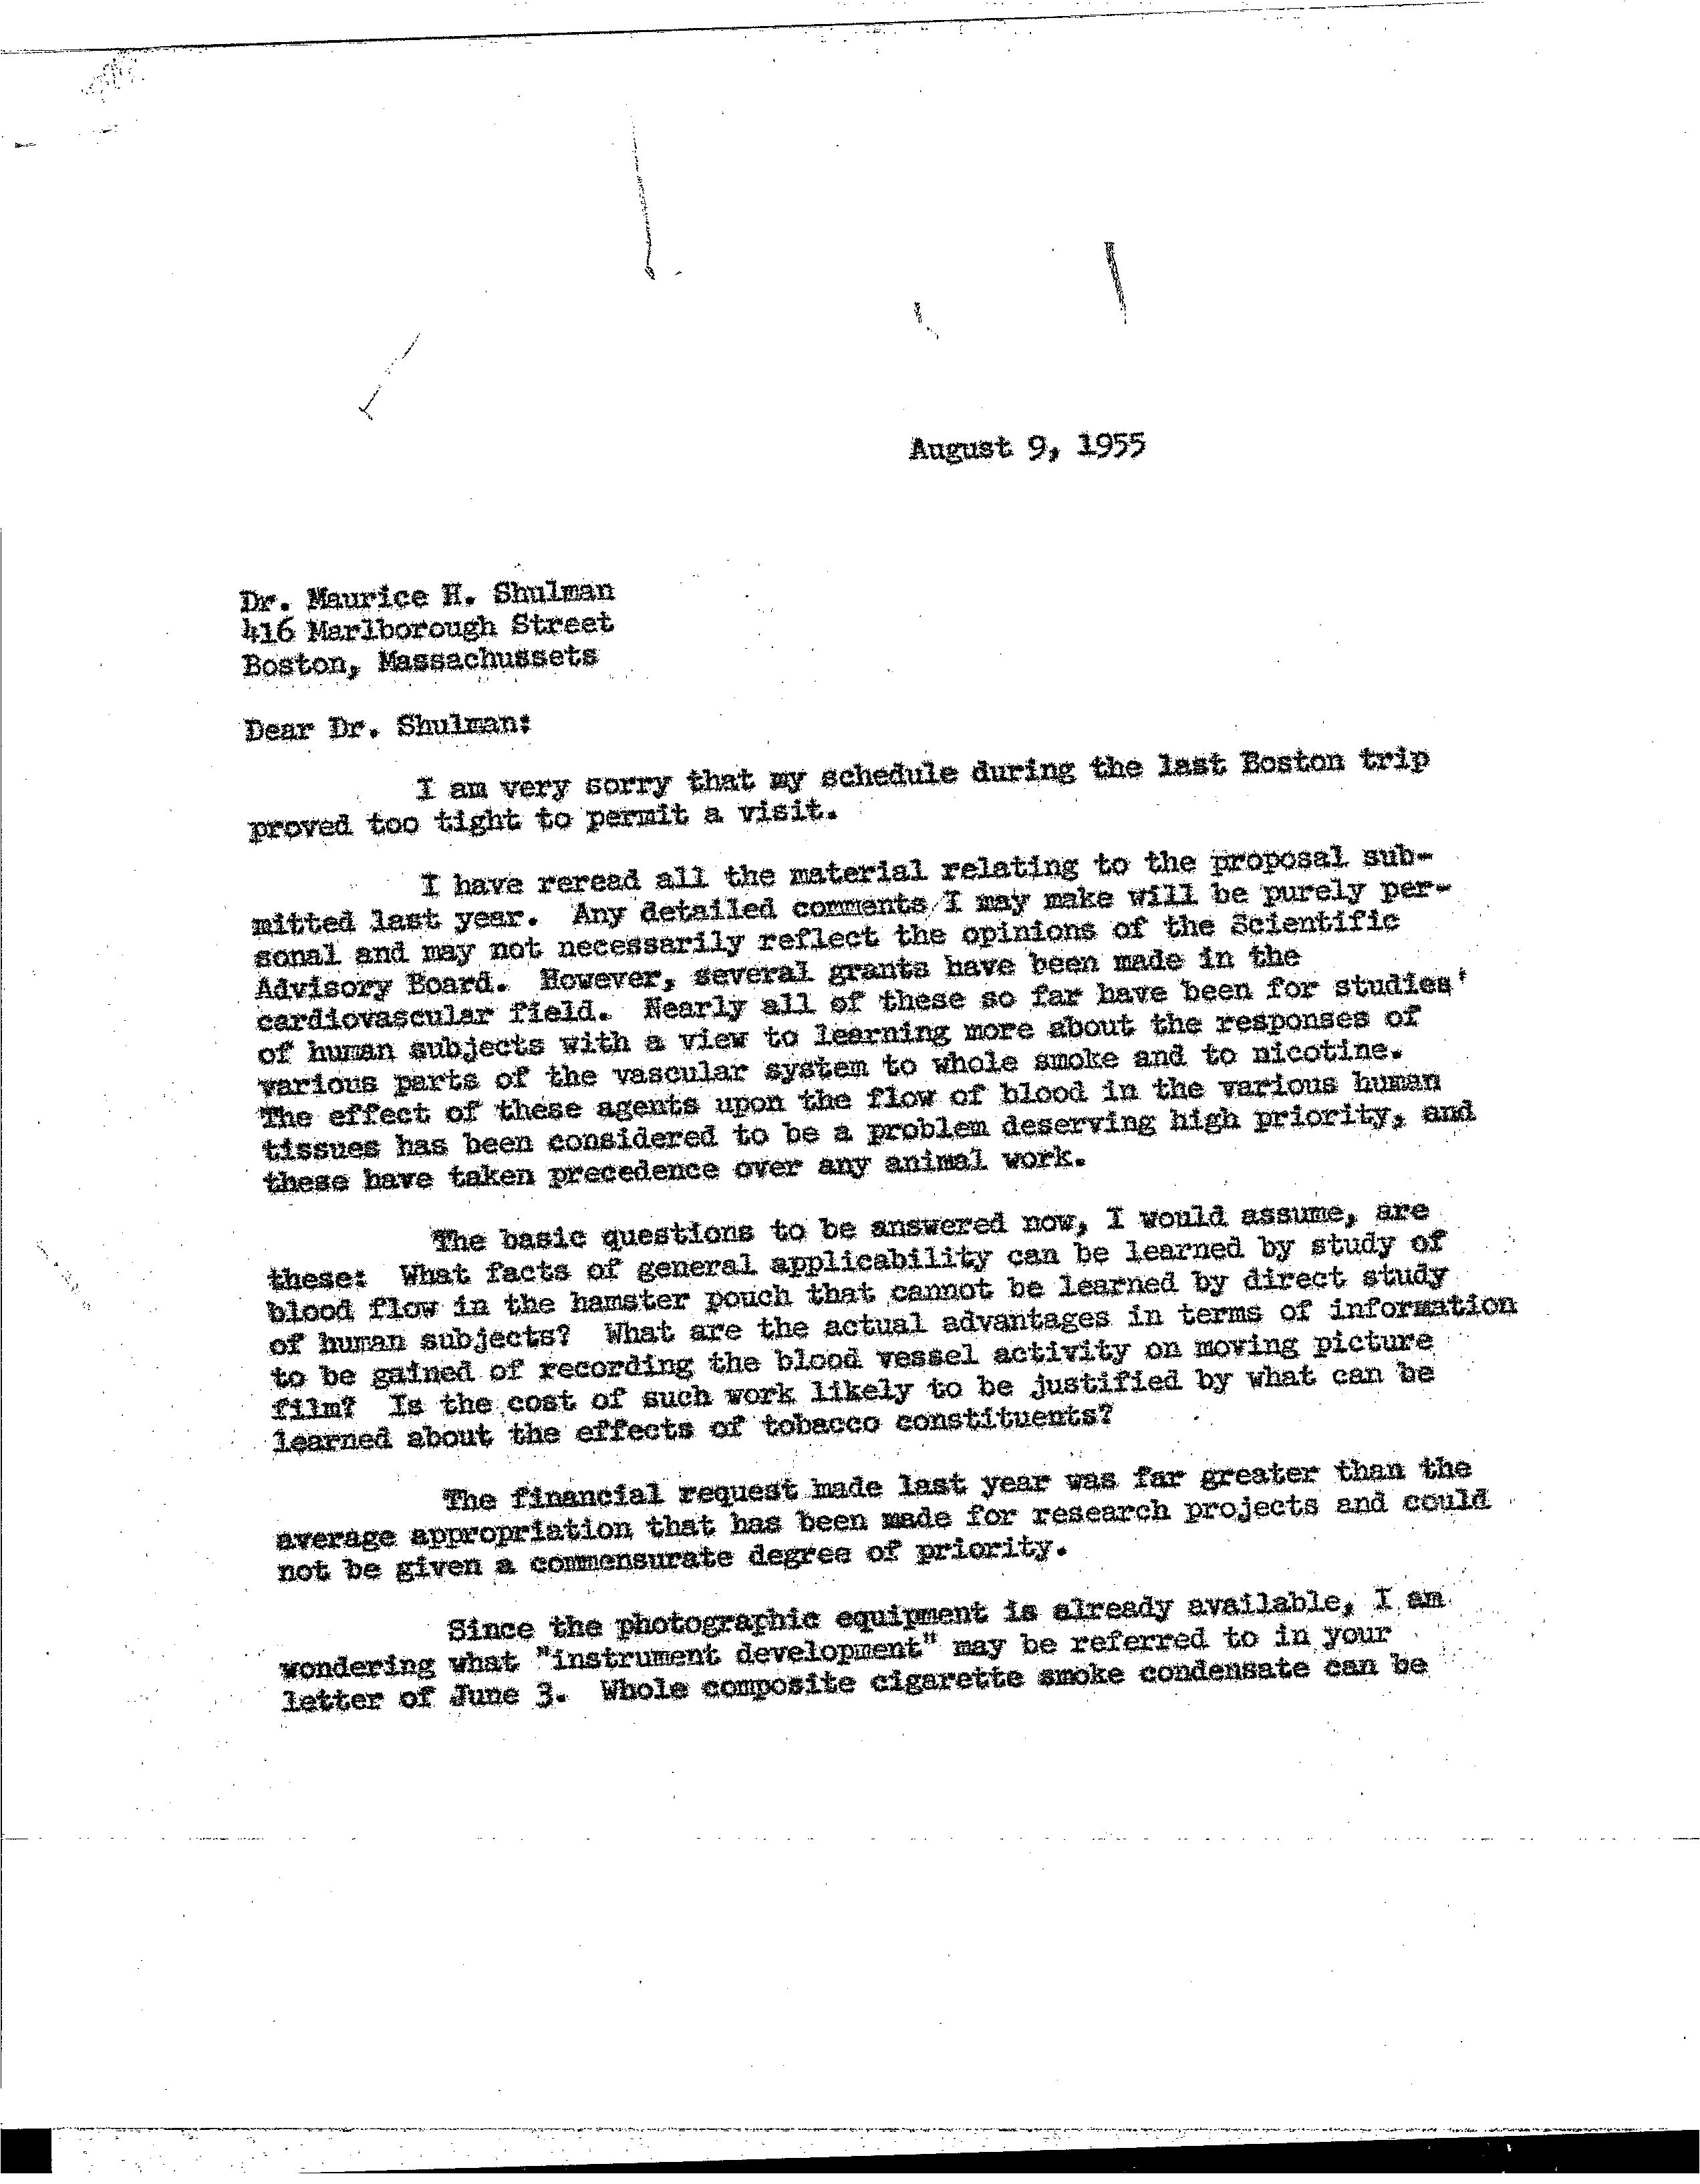 August 9, 1955
Dr. Maurice H. Shulman
416 Marlborough Street
Boston, Massachussets
Dear Dr. Shulman:
I am very sorry that my schedule during the last Boston trip
proved too tight to permit a visit.
I have reread all the material relating to the proposal sub-
mitted last year. Any detailed comments I may make will be purely per-
sonal and may not necessarily reflect the opinions of the Scientific
Advisory Board. However, several grants have been made in the
cardiovascular field. Nearly all of these so far have been for studies'
of human subjects with a view to learning more about the responses of
various parts of the vascular system to whole smoke and to nicotine.
The effect of these agents upon the flow of blood in the various human
tissues has been considered to be a problem deserving high priority, and
these have taken precedence over any animal work.
The basic questions to be answered now, I would assume, are
these: What facts of general applicability can be learned by study of
blood flow in the hamster pouch that cannot be learned by direct study
of human subjects? What are the actual advantages in terms of information
to be gained of recording the blood vessel activity on moving picture
film? Is the cost of such work likely to be justified by what can be
learned about the effects of tobacco constituents?
The financial request made last year was far greater than the
average appropriation that has been made for research projects and could
not be given a commensurate degree of priority.
Since the photographic equipment is already available, I am
wondering what "instrument development" may be referred to in your
letter of June 3. Whole composite cigarette smoke condensate can be